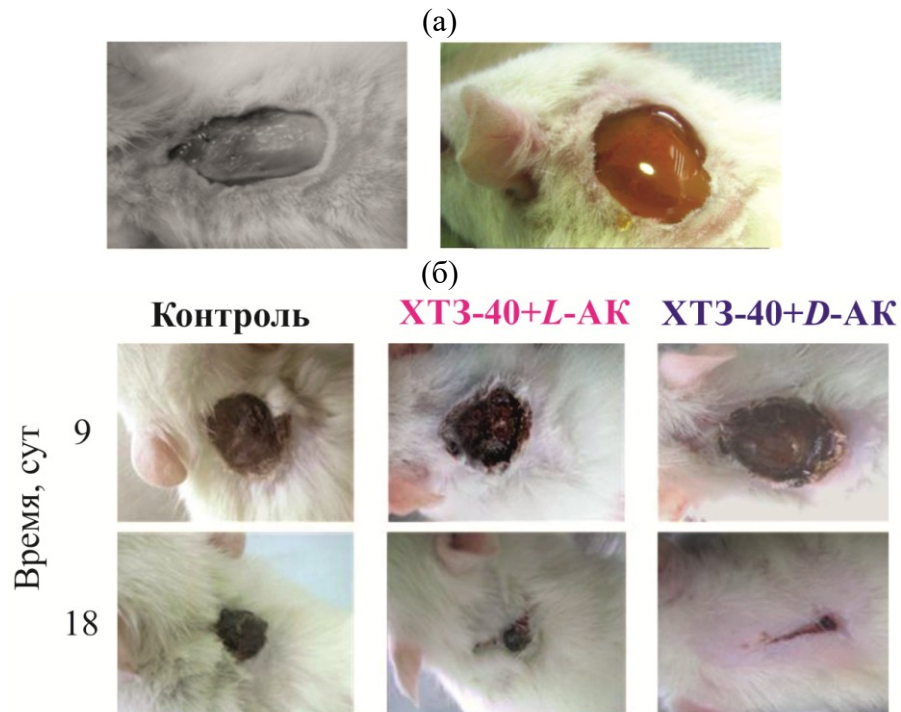 (а)
(б)
Контроль ХТЗ-40+L-АК ХТЗ-40+D-АК
Время, сут
9
18